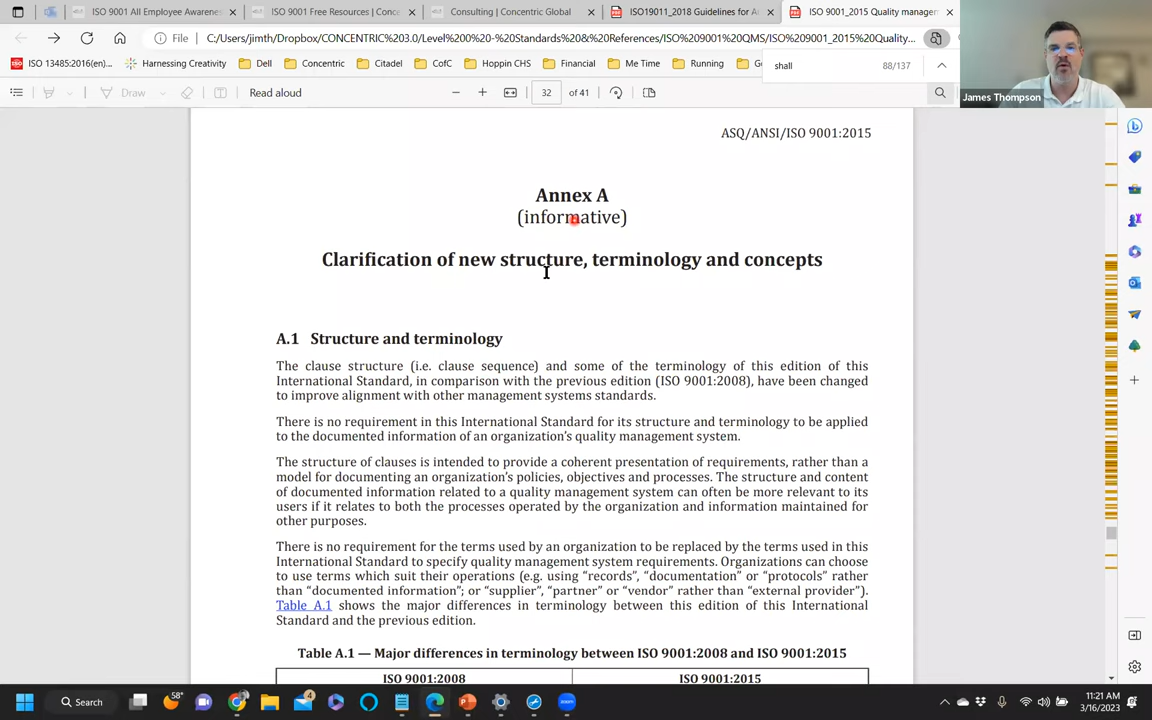 ISO 9001 All Employee Awarenes
ISO 9001 Free Resources | Conce
Consulting | Concentric Global
ISO19011_2018 Guidelines for A
ISO 9001_2015 Quality managem
File
C:/Users/jimth/Dropbox/CONCENTRIC%203.0/Level%200%20-%20Standards%20&%20References/ISO%209001%20QMS/ISO%209001_2015%20Quality...
ISO 13485:2016(en)...
Harnessing Creativity
Dell
Concentric
Citadel
CofC
Hoppin CHS
Financial
Me Time
Running
shall
88/137
Draw
Read aloud
32
of 41
James Thompson
ASQ/ANSI/ISO 9001:2015
Annex A
(informative)
Clarification of new structure, terminology and concepts
A.1 Structure and terminology
The clause structure (i.e. clause sequence) and some of the terminology of this edition of this
International Standard, in comparison with the previous edition (ISO 9001:2008), have been changed
to improve alignment with other management systems standards.
There is no requirement in this International Standard for its structure and terminology to be applied
to the documented information of an organization's quality management system.
The structure of clauses is intended to provide a coherent presentation of requirements, rather than a
model for documenting an organization's policies, objectives and processes. The structure and content
of documented information related to a quality management system can often be more relevant to its
users if it relates to both the processes operated by the organization and information maintained for
other purposes.
There is no requirement for the terms used by an organization to be replaced by the terms used in this
International Standard to specify quality management system requirements. Organizations can choose
to use terms which suit their operations (e.g. using "records", "documentation" or "protocols" rather
than "documented information"; or "supplier", "partner" or "vendor" rather than "external provider").
Table A.1 shows the major differences in terminology between this edition of this International
Standard and the previous edition.
Table A.1 — Major differences in terminology between ISO 9001:2008 and ISO 9001:2015
ISO 9001:2008
ISO 9001:2015
Search
58°
4
11:21 AM
3/16/2023